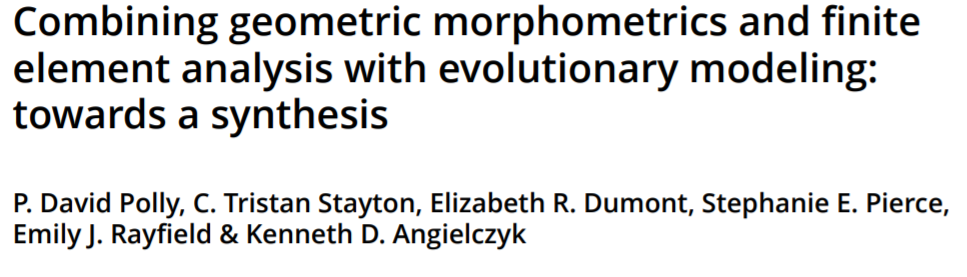 Combining geometric morphometrics and finite
element analysis with evolutionary modeling:
towards a synthesis
P. David Polly, C. Tristan Stayton, Elizabeth R. Dumont, Stephanie E. Pierce,
Emily J. Rayfield & Kenneth D. Angielczyk